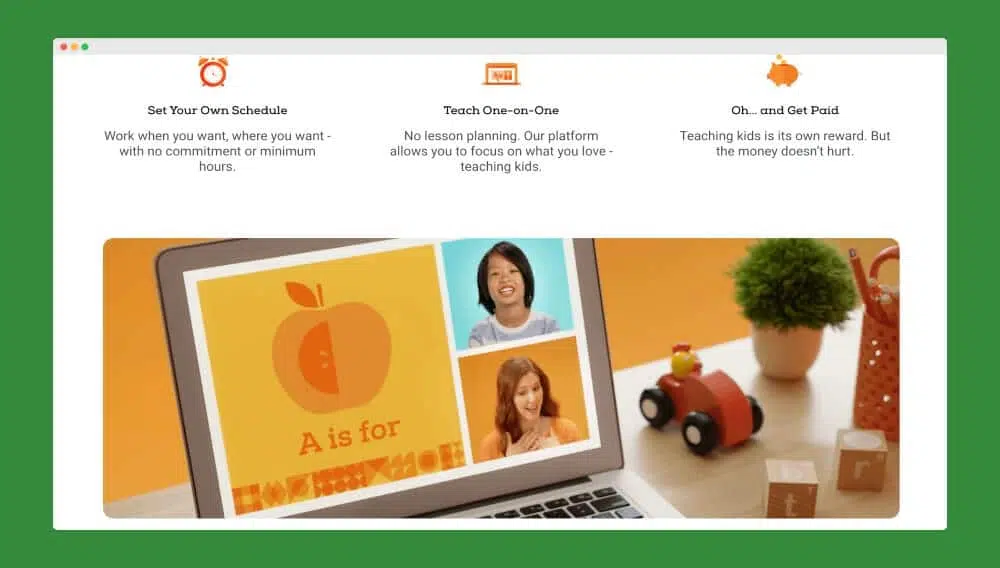 Set Your Own Schedule
Work when you want, where you want -
with no commitment or minimum
hours.
Teach One-on-One
No lesson planning. Our platform
allows you to focus on what you love -
teaching kids.
Oh... and Get Paid
Teaching kids is its own reward. But
the money doesn’t hurt.
A is for
r
t